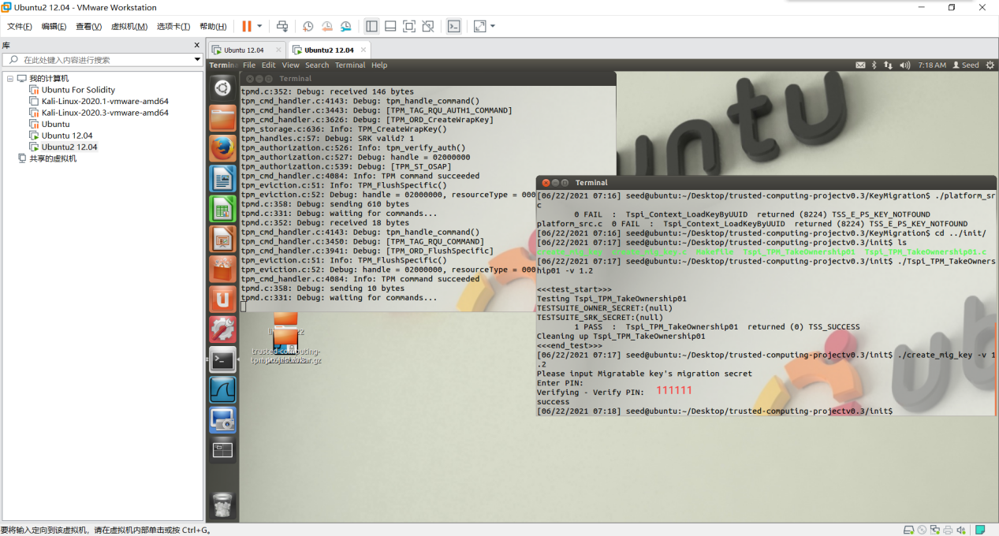 Ubuntu2 12.04 - VMware Workstation
文件(F) 编辑(E) 查看(V) 虚拟机(M) 选项卡(T) 帮助(H)
库
在此处键入内容进行搜索
我的计算机
Ubuntu For Solidity
Kali-Linux-2020.1-vmware-amd64
Kali-Linux-2020.3-vmware-amd64
Ubuntu
Ubuntu 12.04
Ubuntu2 12.04
共享的虚拟机
Ubuntu 12.04
Ubuntu2 12.04
File Edit View Search Terminal Help
7:18 AM Seed
Terminal
tpmd.c:352: Debug: received 146 bytes
tpm_cmd_handler.c:4143: Debug: tpm_handle_command()
tpm_cmd_handler.c:3443: Debug: [TPM_TAG_RQU_AUTH1_COMMAND]
tpm_cmd_handler.c:3626: Debug: [TPM_ORD_CreateWrapKey]
tpm_storage.c:636: Info: TPM_CreateWrapKey()
tpm_handles.c:57: Debug: SRK valid? 1
tpm_authorization.c:526: Info: tpm_verify_auth()
tpm_authorization.c:527: Debug: handle = 02000000
tpm_authorization.c:539: Debug: [TPM_ST_OSAP]
tpm_cmd_handler.c:4084: Info: TPM command succeeded
tpm_eviction.c:51: Info: TPM_FlushSpecific()
tpm_eviction.c:52: Debug: handle = 02000000, resourceType = 000
tpmd.c:358: Debug: sending 610 bytes
tpmd.c:331: Debug: waiting for commands...
tpmd.c:352: Debug: received 18 bytes
tpm_cmd_handler.c:4143: Debug: tpm_handle_command()
tpm_cmd_handler.c:3450: Debug: [TPM_TAG_RQU_COMMAND]
tpm_cmd_handler.c:3941: Debug: [TPM_ORD_FlushSpecific]
tpm_eviction.c:51: Info: TPM_FlushSpecific()
tpm_eviction.c:52: Debug: handle = 02000000, resourceType = 000
tpm_cmd_handler.c:4084: Info: TPM command succeeded
tpmd.c:358: Debug: sending 10 bytes
tpmd.c:331: Debug: waiting for commands...
trusted-computing-
Terminal
[06/22/2021 07:16] seed@ubuntu:~/Desktop/trusted-computing-projectv0.3/KeyMigration$ ./platform_sr
c
0 FAIL : Tspi_Context_LoadKeyByUUID returned (8224) TSS_E_PS_KEY_NOTFOUND
platform_src.c 0 FAIL : Tspi_Context_LoadKeyByUUID returned (8224) TSS_E_PS_KEY_NOTFOUND
[06/22/2021 07:16] seed@ubuntu:~/Desktop/trusted-computing-projectv0.3/KeyMigration$ cd ../init/
[06/22/2021 07:17] seed@ubuntu:~/Desktop/trusted-computing-projectv0.3/init$ ls
create_mig_key create_mig_key.c Makefile Tspi_TPM_TakeOwnership01 Tspi_TPM_TakeOwnership01.c
[06/22/2021 07:17] seed@ubuntu:~/Desktop/trusted-computing-projectv0.3/init$ ./Tspi_TPM_TakeOwners
hip01 -v 1.2
<<<test_start>>>
Testing Tspi_TPM_TakeOwnership01
TESTSUITE_OWNER_SECRET:(null)
TESTSUITE_SRK_SECRET:(null)
1 PASS : Tspi_TPM_TakeOwnership01 returned (0) TSS_SUCCESS
Cleaning up Tspi_TPM_TakeOwnership01
<<<end_test>>>
[06/22/2021 07:17] seed@ubuntu:~/Desktop/trusted-computing-projectv0.3/init$ ./create_mig_key -v 1
.2
Please input Migratable key's migration secret
Enter PIN:
Verifying - Verify PIN: 111111
success
[06/22/2021 07:18] seed@ubuntu:~/Desktop/trusted-computing-projectv0.3/init$
要将输入定向到该虚拟机，请在虚拟机内部单击或按 Ctrl+G。